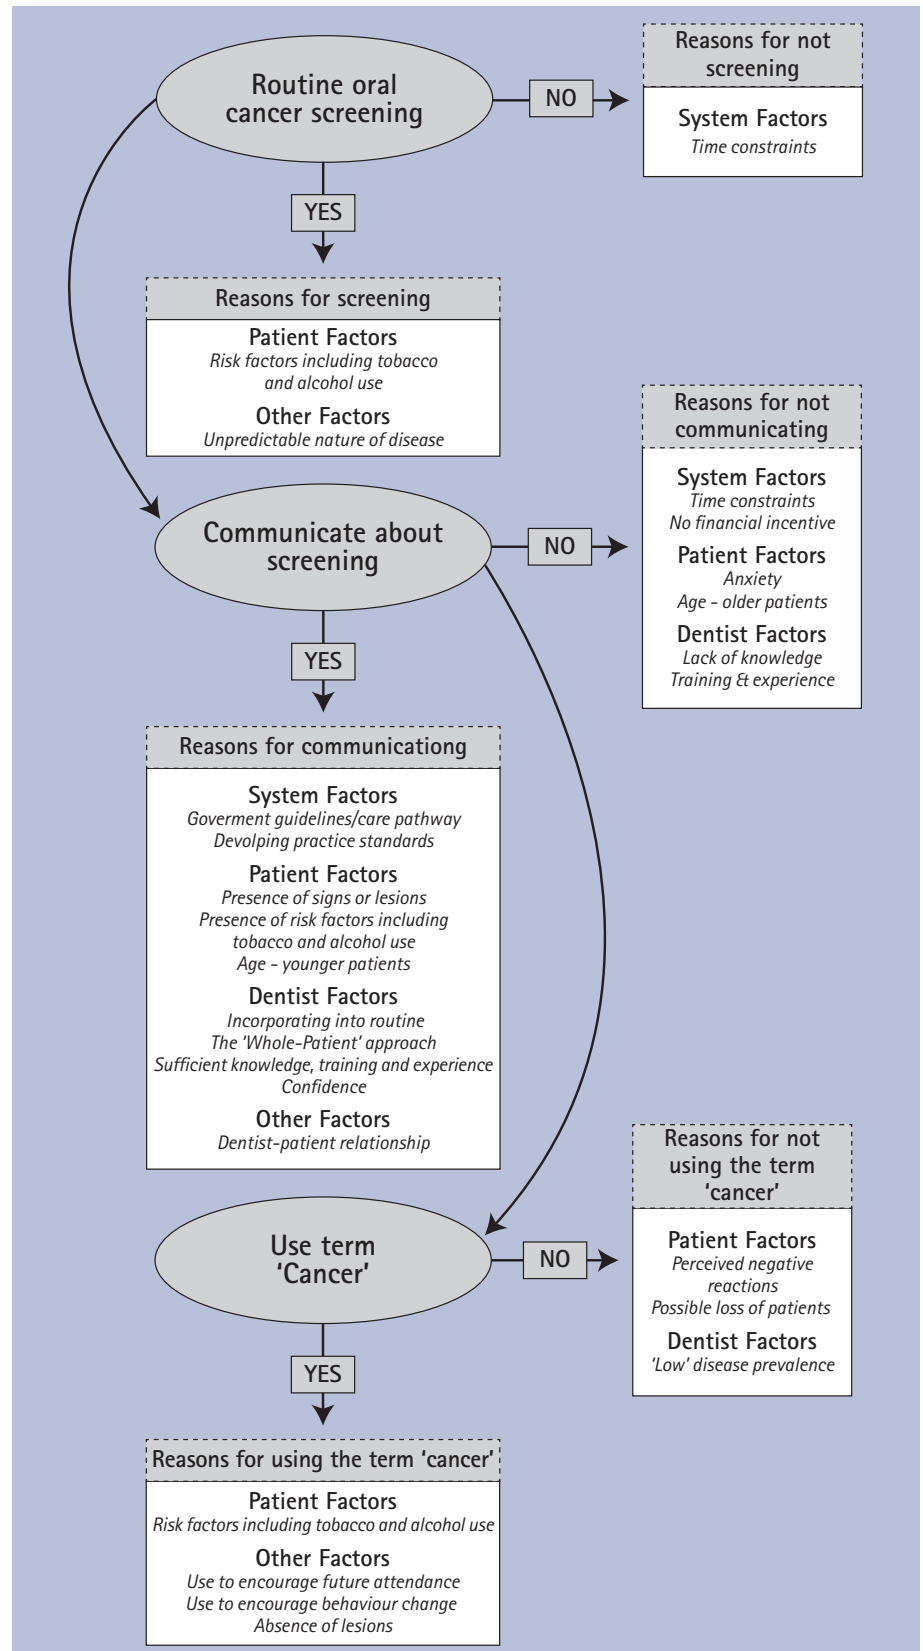 Routine oral
cancer screening
NO
Reasons for not
screening
System Factors
Time constraints
YES
Reasons for screening
Patient Factors
Risk factors including tobacco
and alcohol use
Other Factors
Unpredictable nature of disease
Communicate about
screening
NO
Reasons for not
communicating
System Factors
Time constraints
No financial incentive
Patient Factors
Anxiety
Age - older patients
Dentist Factors
Lack of knowledge
Training & experience
YES
Reasons for communicationg
System Factors
Goverment guidelines/care pathway
Devolping practice standards
Patient Factors
Presence of signs or lesions
Presence of risk factors including
tobacco and alcohol use
Age - younger patients
Dentist Factors
Incorporating into routine
The ‘Whole-Patient’ approach
Sufficient knowledge, training and experience
Confidence
Other Factors
Dentist-patient relationship
Use term
‘Cancer’
NO
Reasons for not
using the term
‘cancer’
Patient Factors
Perceived negative
reactions
Possible loss of patients
Dentist Factors
‘Low’ disease prevalence
YES
Reasons for using the term ‘cancer’
Patient Factors
Risk factors including tobacco and alcohol use
Other Factors
Use to encourage future attendance
Use to encourage behaviour change
Absence of lesions